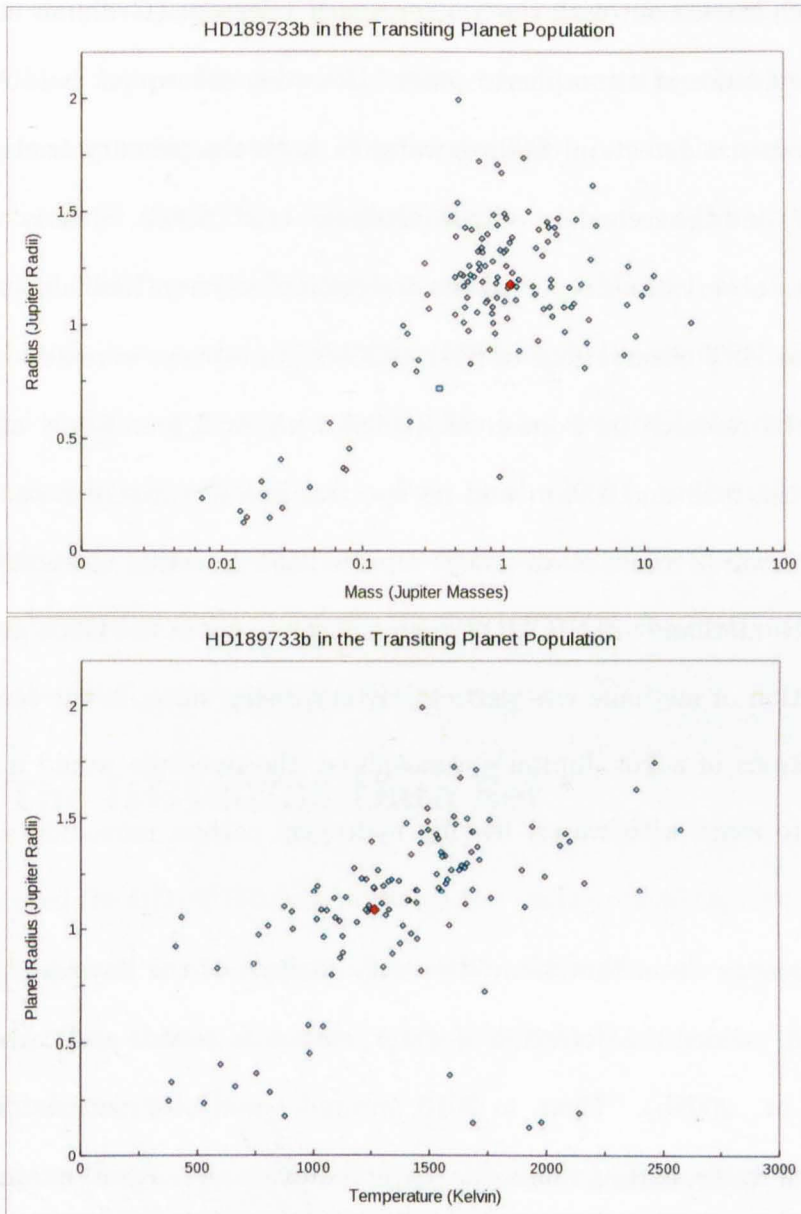 HD189733b in the Transiting Planet Population
2
1.5
1
0.5
0
Radius (Jupiter Radii)
0 0.01 0.1 1 10 100
Mass (Jupiter Masses)
HD189733b in the Transiting Planet Population
2
1.5
1
0.5
0
Planet Radius (Jupiter Radii)
0 500 1000 1500 2000 2500 3000
Temperature (Kelvin)